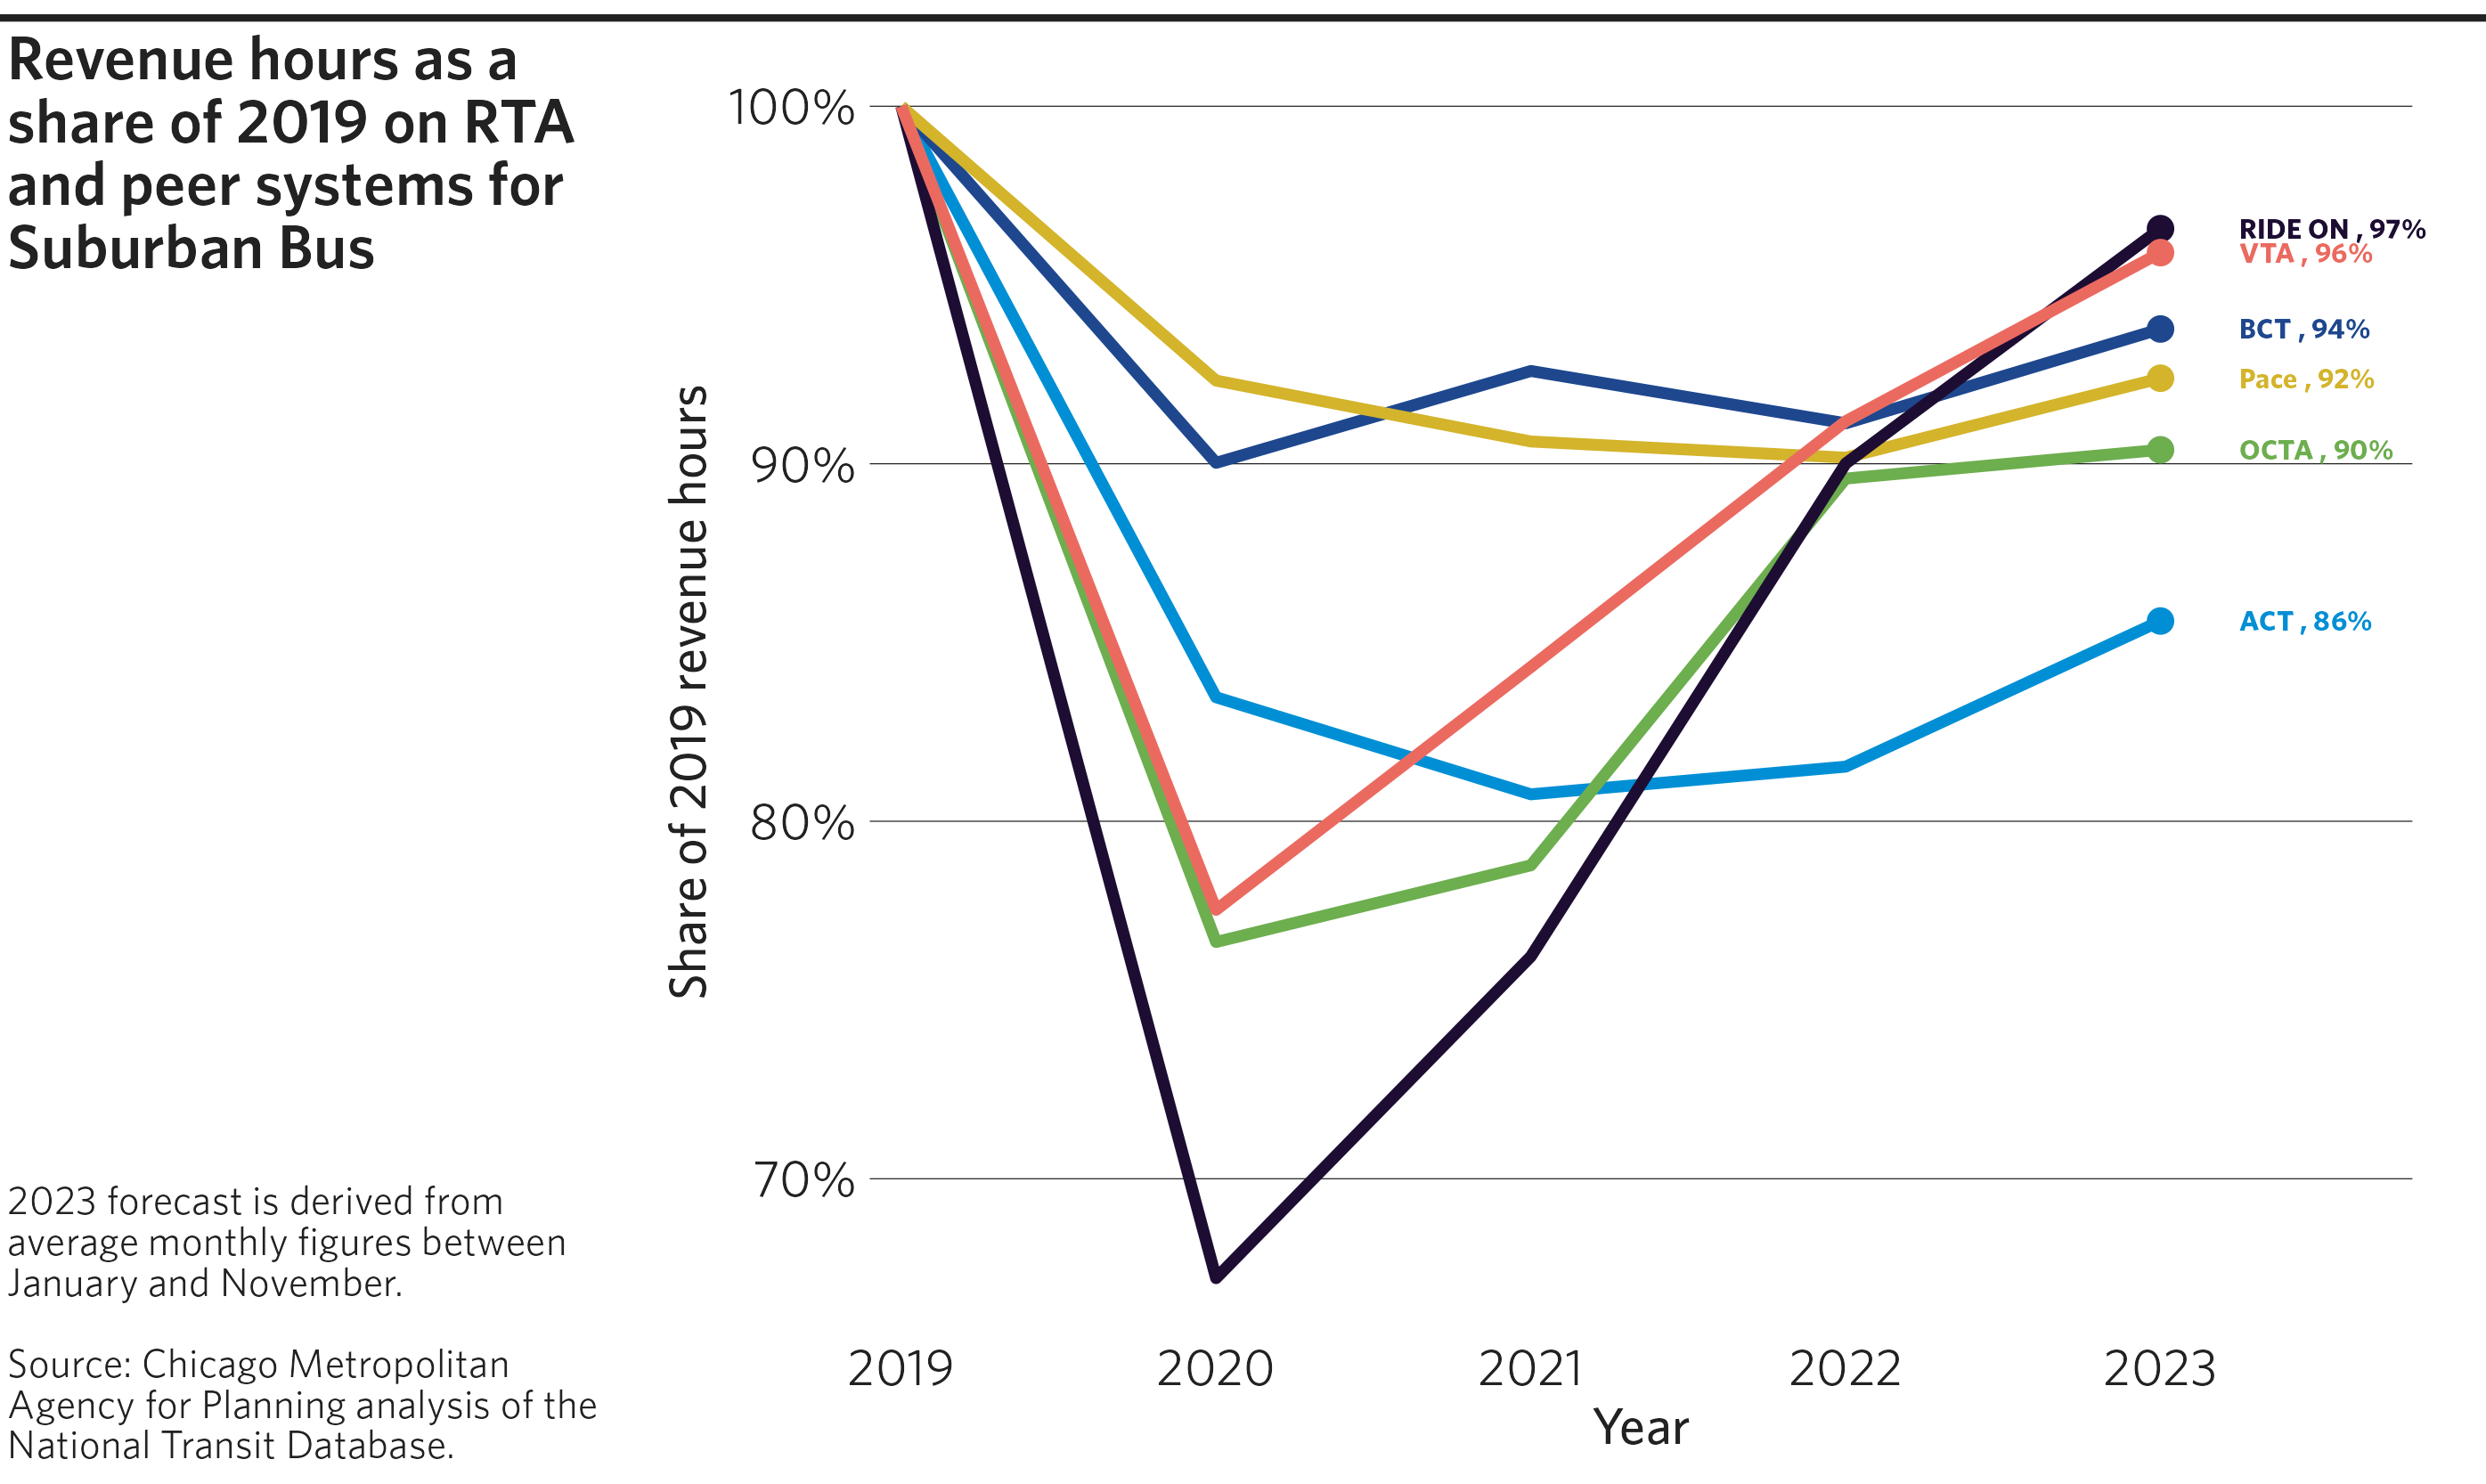 Revenue hours as a
share of 2019 on RTA
and peer systems for
Suburban Bus
100%
90%
80%
70%
Share of 2019 revenue hours
RIDE ON , 97%
VTA , 96%
BCT , 94%
Pace , 92%
OCTA , 90%
ACT , 86%
2019
2020
2021
2022
2023
Year
2023 forecast is derived from
average monthly figures between
January and November.
Source: Chicago Metropolitan
Agency for Planning analysis of the
National Transit Database.